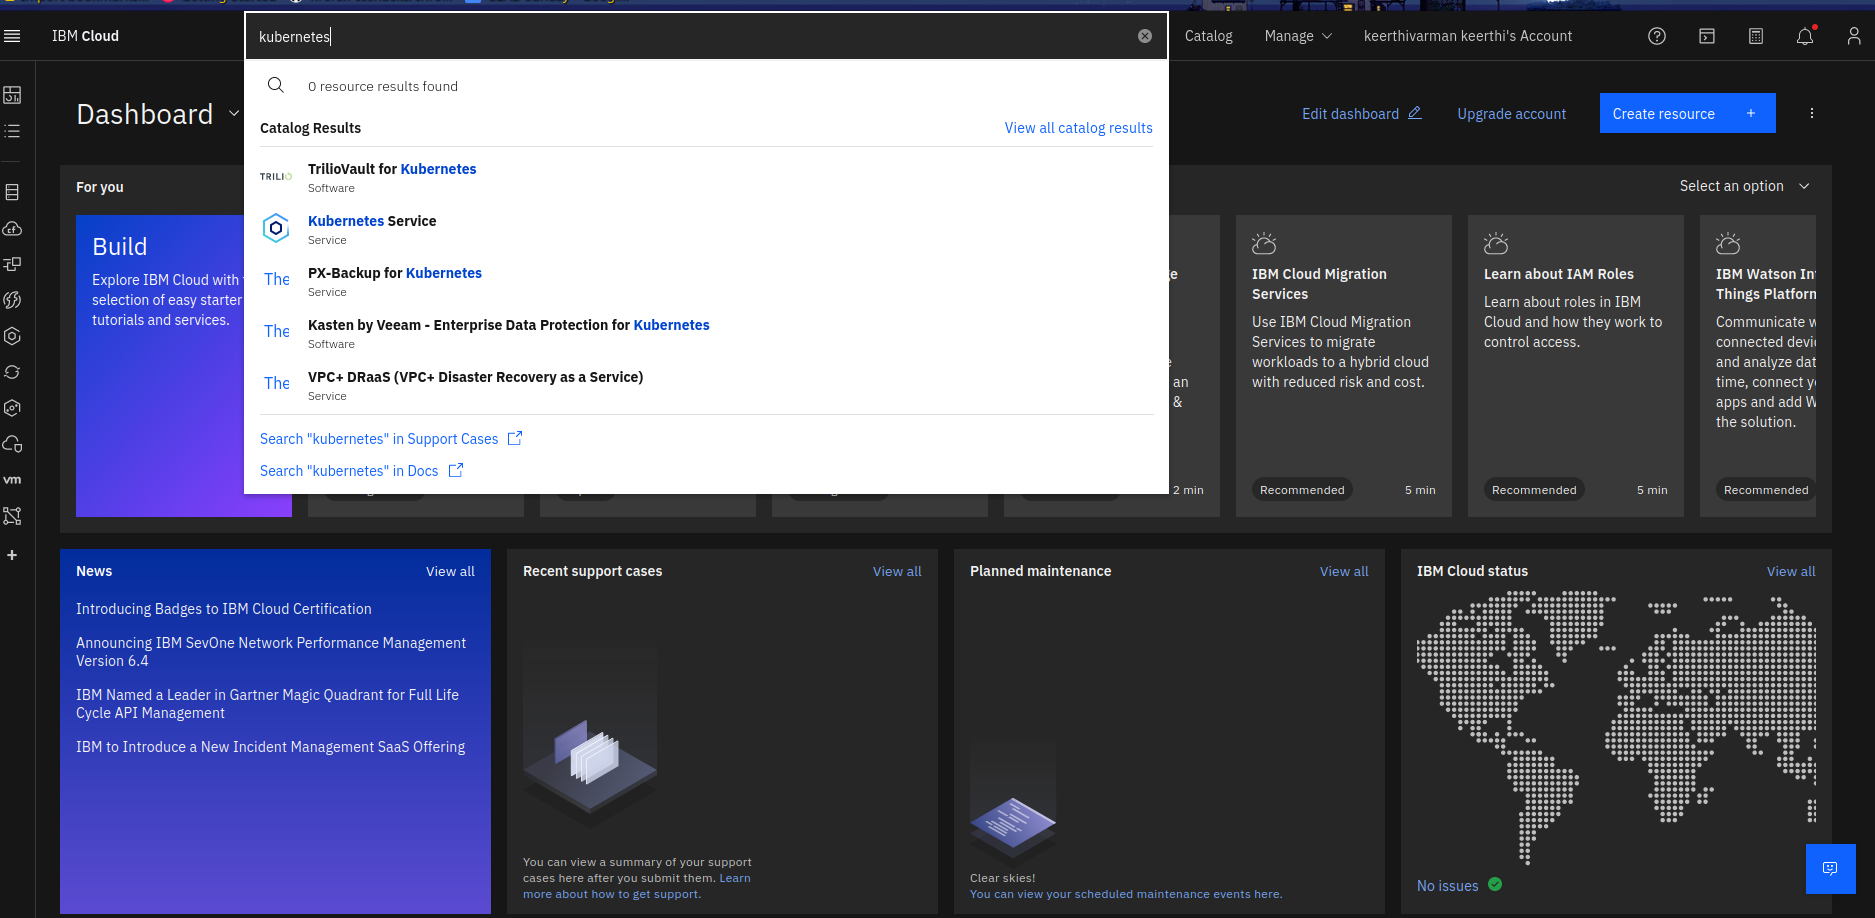 IBM Cloud
kubernetes
Catalog
Manage
keerthivarman keerthi's Account
0 resource results found
Catalog Results
View all catalog results
TRILIO
TrilioVault for Kubernetes
Software
Kubernetes Service
Service
The
PX-Backup for Kubernetes
Service
The
Kasten by Veeam - Enterprise Data Protection for Kubernetes
Software
The
VPC+ DRaaS (VPC+ Disaster Recovery as a Service)
Service
Search "kubernetes" in Support Cases
Search "kubernetes" in Docs
Dashboard
Edit dashboard
Upgrade account
Create resource +
For you
Select an option
Build
Explore IBM Cloud with
selection of easy starter
tutorials and services.
an
&
2 min
IBM Cloud Migration
Services
Use IBM Cloud Migration
Services to migrate
workloads to a hybrid cloud
with reduced risk and cost.
Recommended
5 min
Learn about IAM Roles
Learn about roles in IBM
Cloud and how they work to
control access.
Recommended
5 min
IBM Watson In
Things Platform
Communicate w
connected devi
and analyze dat
time, connect y
apps and add W
the solution.
Recommended
vm
+
News
View all
Introducing Badges to IBM Cloud Certification
Announcing IBM SevOne Network Performance Management
Version 6.4
IBM Named a Leader in Gartner Magic Quadrant for Full Life
Cycle API Management
IBM to Introduce a New Incident Management SaaS Offering
Recent support cases
View all
You can view a summary of your support
cases here after you submit them. Learn
more about how to get support.
Planned maintenance
View all
Clear skies!
You can view your scheduled maintenance events here.
IBM Cloud status
View all
No issues